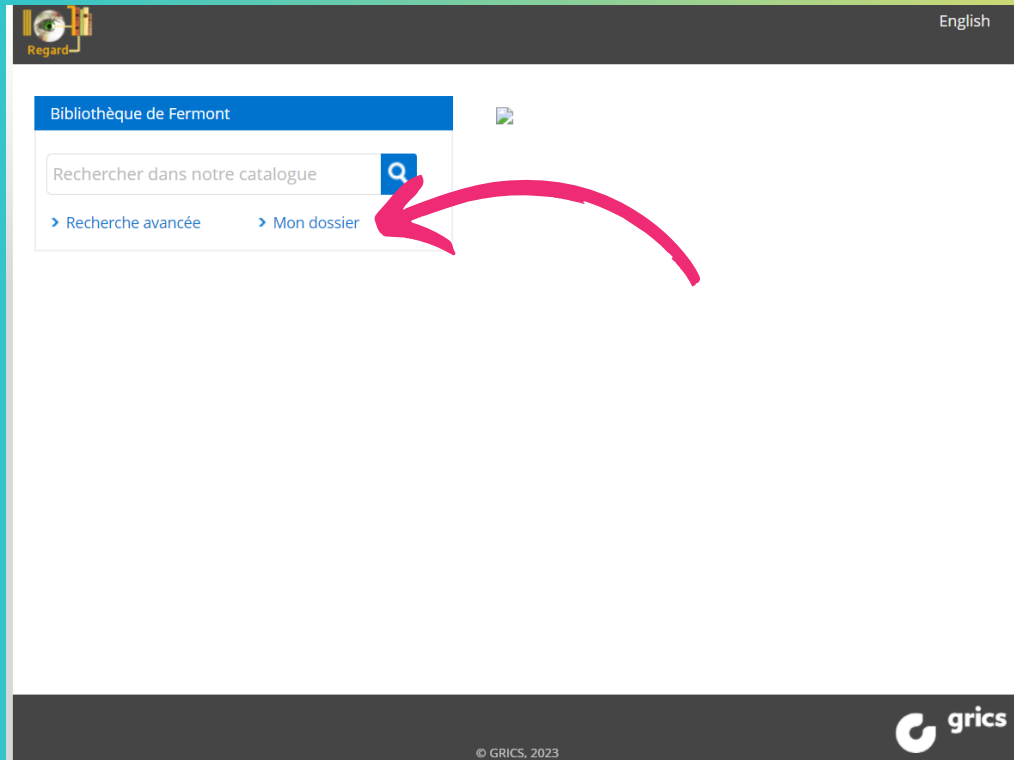 Regard
English
Bibliothèque de Fermont
Rechercher dans notre catalogue
> Recherche avancée > Mon dossier
grics
© GRICS, 2023